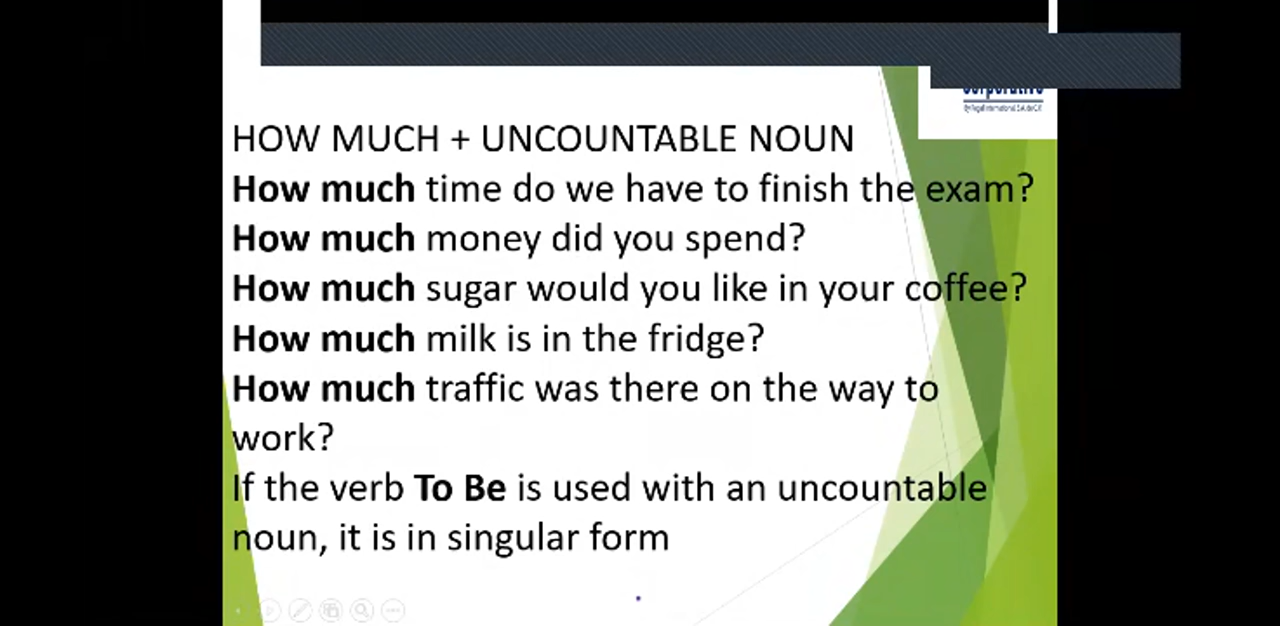 HOW MUCH + UNCOUNTABLE NOUN
How much time do we have to finish the exam?
How much money did you spend?
How much sugar would you like in your coffee?
How much milk is in the fridge?
How much traffic was there on the way to
work?
If the verb To Be is used with an uncountable
noun, it is in singular form